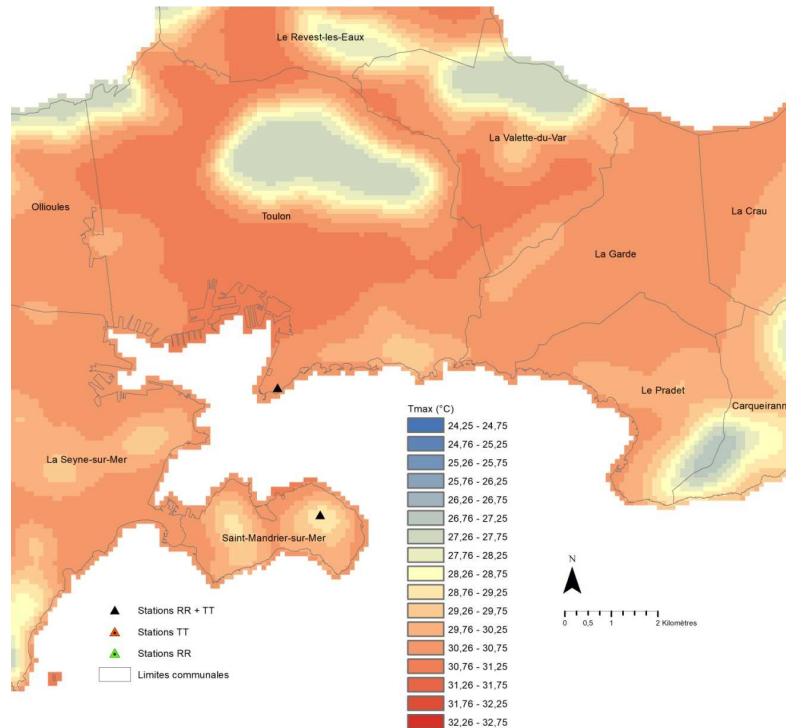 Le Revest-les-Eaux
La Valette-du-Var
Ollioules
Toulon
La Crau
La Garde
Le Pradet
Carqueirann
La Seyne-sur-Mer
Saint-Mandrier-sur-Mer
Tmax (°C)
24,25 - 24,75
24,76 - 25,25
25,26 - 25,75
25,76 - 26,25
26,26 - 26,75
26,76 - 27,25
27,26 - 27,75
27,76 - 28,25
28,26 - 28,75
28,76 - 29,25
29,26 - 29,75
29,76 - 30,25
30,26 - 30,75
30,76 - 31,25
31,26 - 31,75
31,76 - 32,25
32,26 - 32,75
Stations RR + TT
Stations TT
Stations RR
Limites communales
N
0 0,5 1 2 Kilomètres